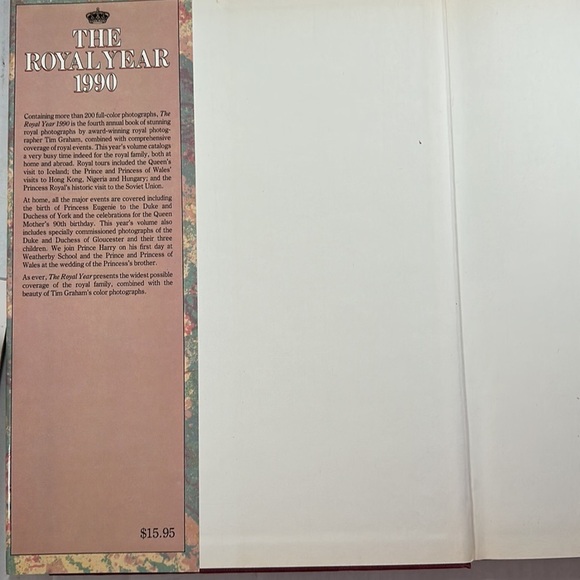 THE
ROYAL YEAR
1990
Containing more than 200 full-color photographs, The
Royal Year 1990 is the fourth annual book of stunning
royal photographs by award-winning royal photog-
rapher Tim Graham, combined with comprehensive
coverage of royal events. This year's volume catalogs
a very busy time indeed for the royal family, both at
home and abroad. Royal tours included the Queen's
visit to Iceland; the Prince and Princess of Wales'
visits to Hong Kong, Nigeria and Hungary; and the
Princess Royal's historic visit to the Soviet Union.
At home, all the major events are covered including
the birth of Princess Eugenie to the Duke and
Duchess of York and the celebrations for the Queen
Mother's 90th birthday. This year's volume also
includes specially commissioned photographs of the
Duke and Duchess of Gloucester and their three
children. We join Prince Harry on his first day at
Weatherby School and the Prince and Princess of
Wales at the wedding of the Princess's brother.
As ever, The Royal Year presents the widest possible
coverage of the royal family, combined with the
beauty of Tim Graham's color photographs.
$15.95